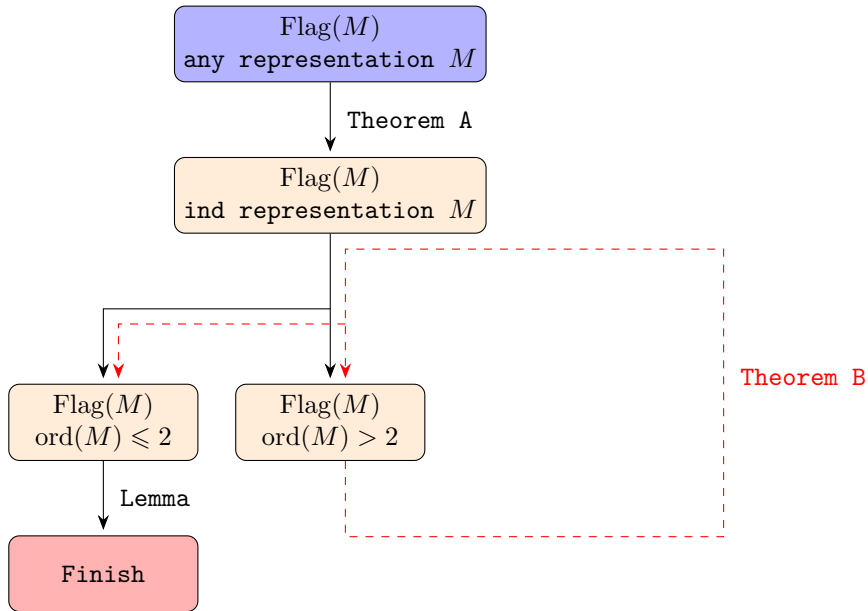 Flag(M)
any representation M
Theorem A
Flag(M)
ind representation M
Theorem B
Flag(M)
ord(M) ⩽ 2
Flag(M)
ord(M) > 2
Lemma
Finish